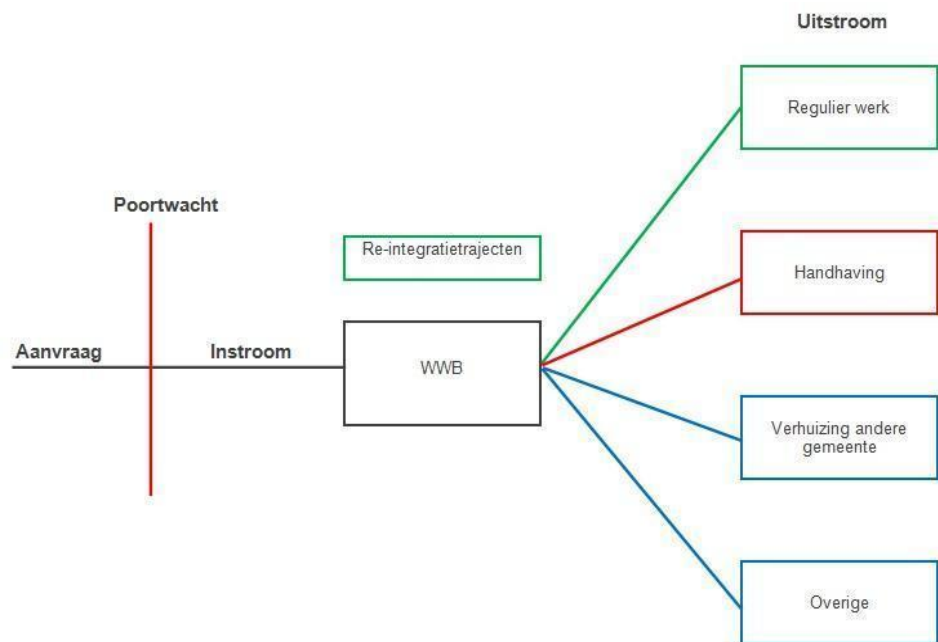 Uitstroom
Regulier werk
Poortwacht
Re-integratietrajecten
Handhaving
Aanvraag
Instroom
WWB
Verhuizing andere
gemeente
Overige